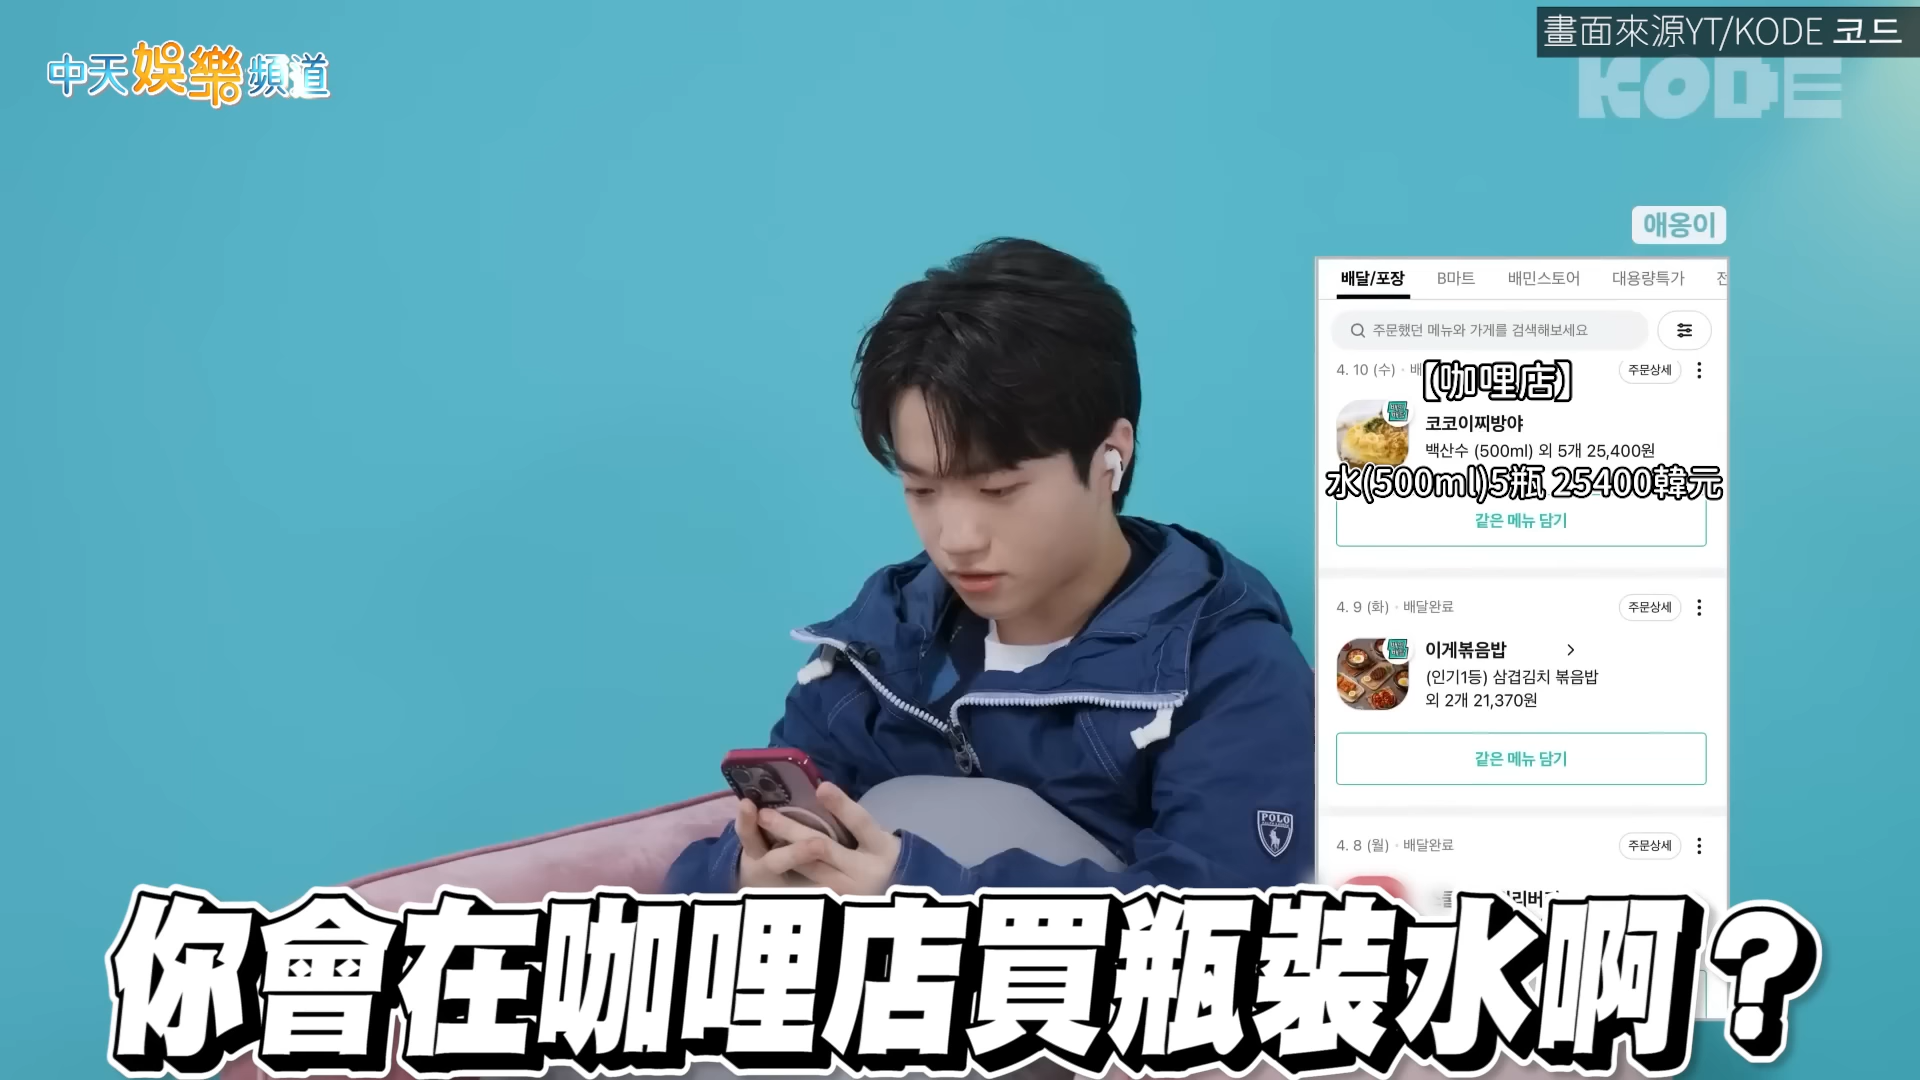 中天娛樂頻道
畫面來源YT/KODE 코드
KODE
애옹이
배달/포장 B마트 배민스토어 대용량특가 전
주문했던 메뉴와 가게를 검색해보세요
4. 10 (수) · 배
주문상세
【咖哩店】
코코이찌방야
백산수 (500ml) 외 5개 25,400원
水(500ml)5瓶 25400韓元
같은 메뉴 담기
4. 9 (화) · 배달완료
주문상세
이게볶음밥
(인기1등) 삼겹김치 볶음밥
외 2개 21,370원
같은 메뉴 담기
4. 8 (월) · 배달완료
주문상세
POLO
你會在咖哩店買瓶裝水啊？